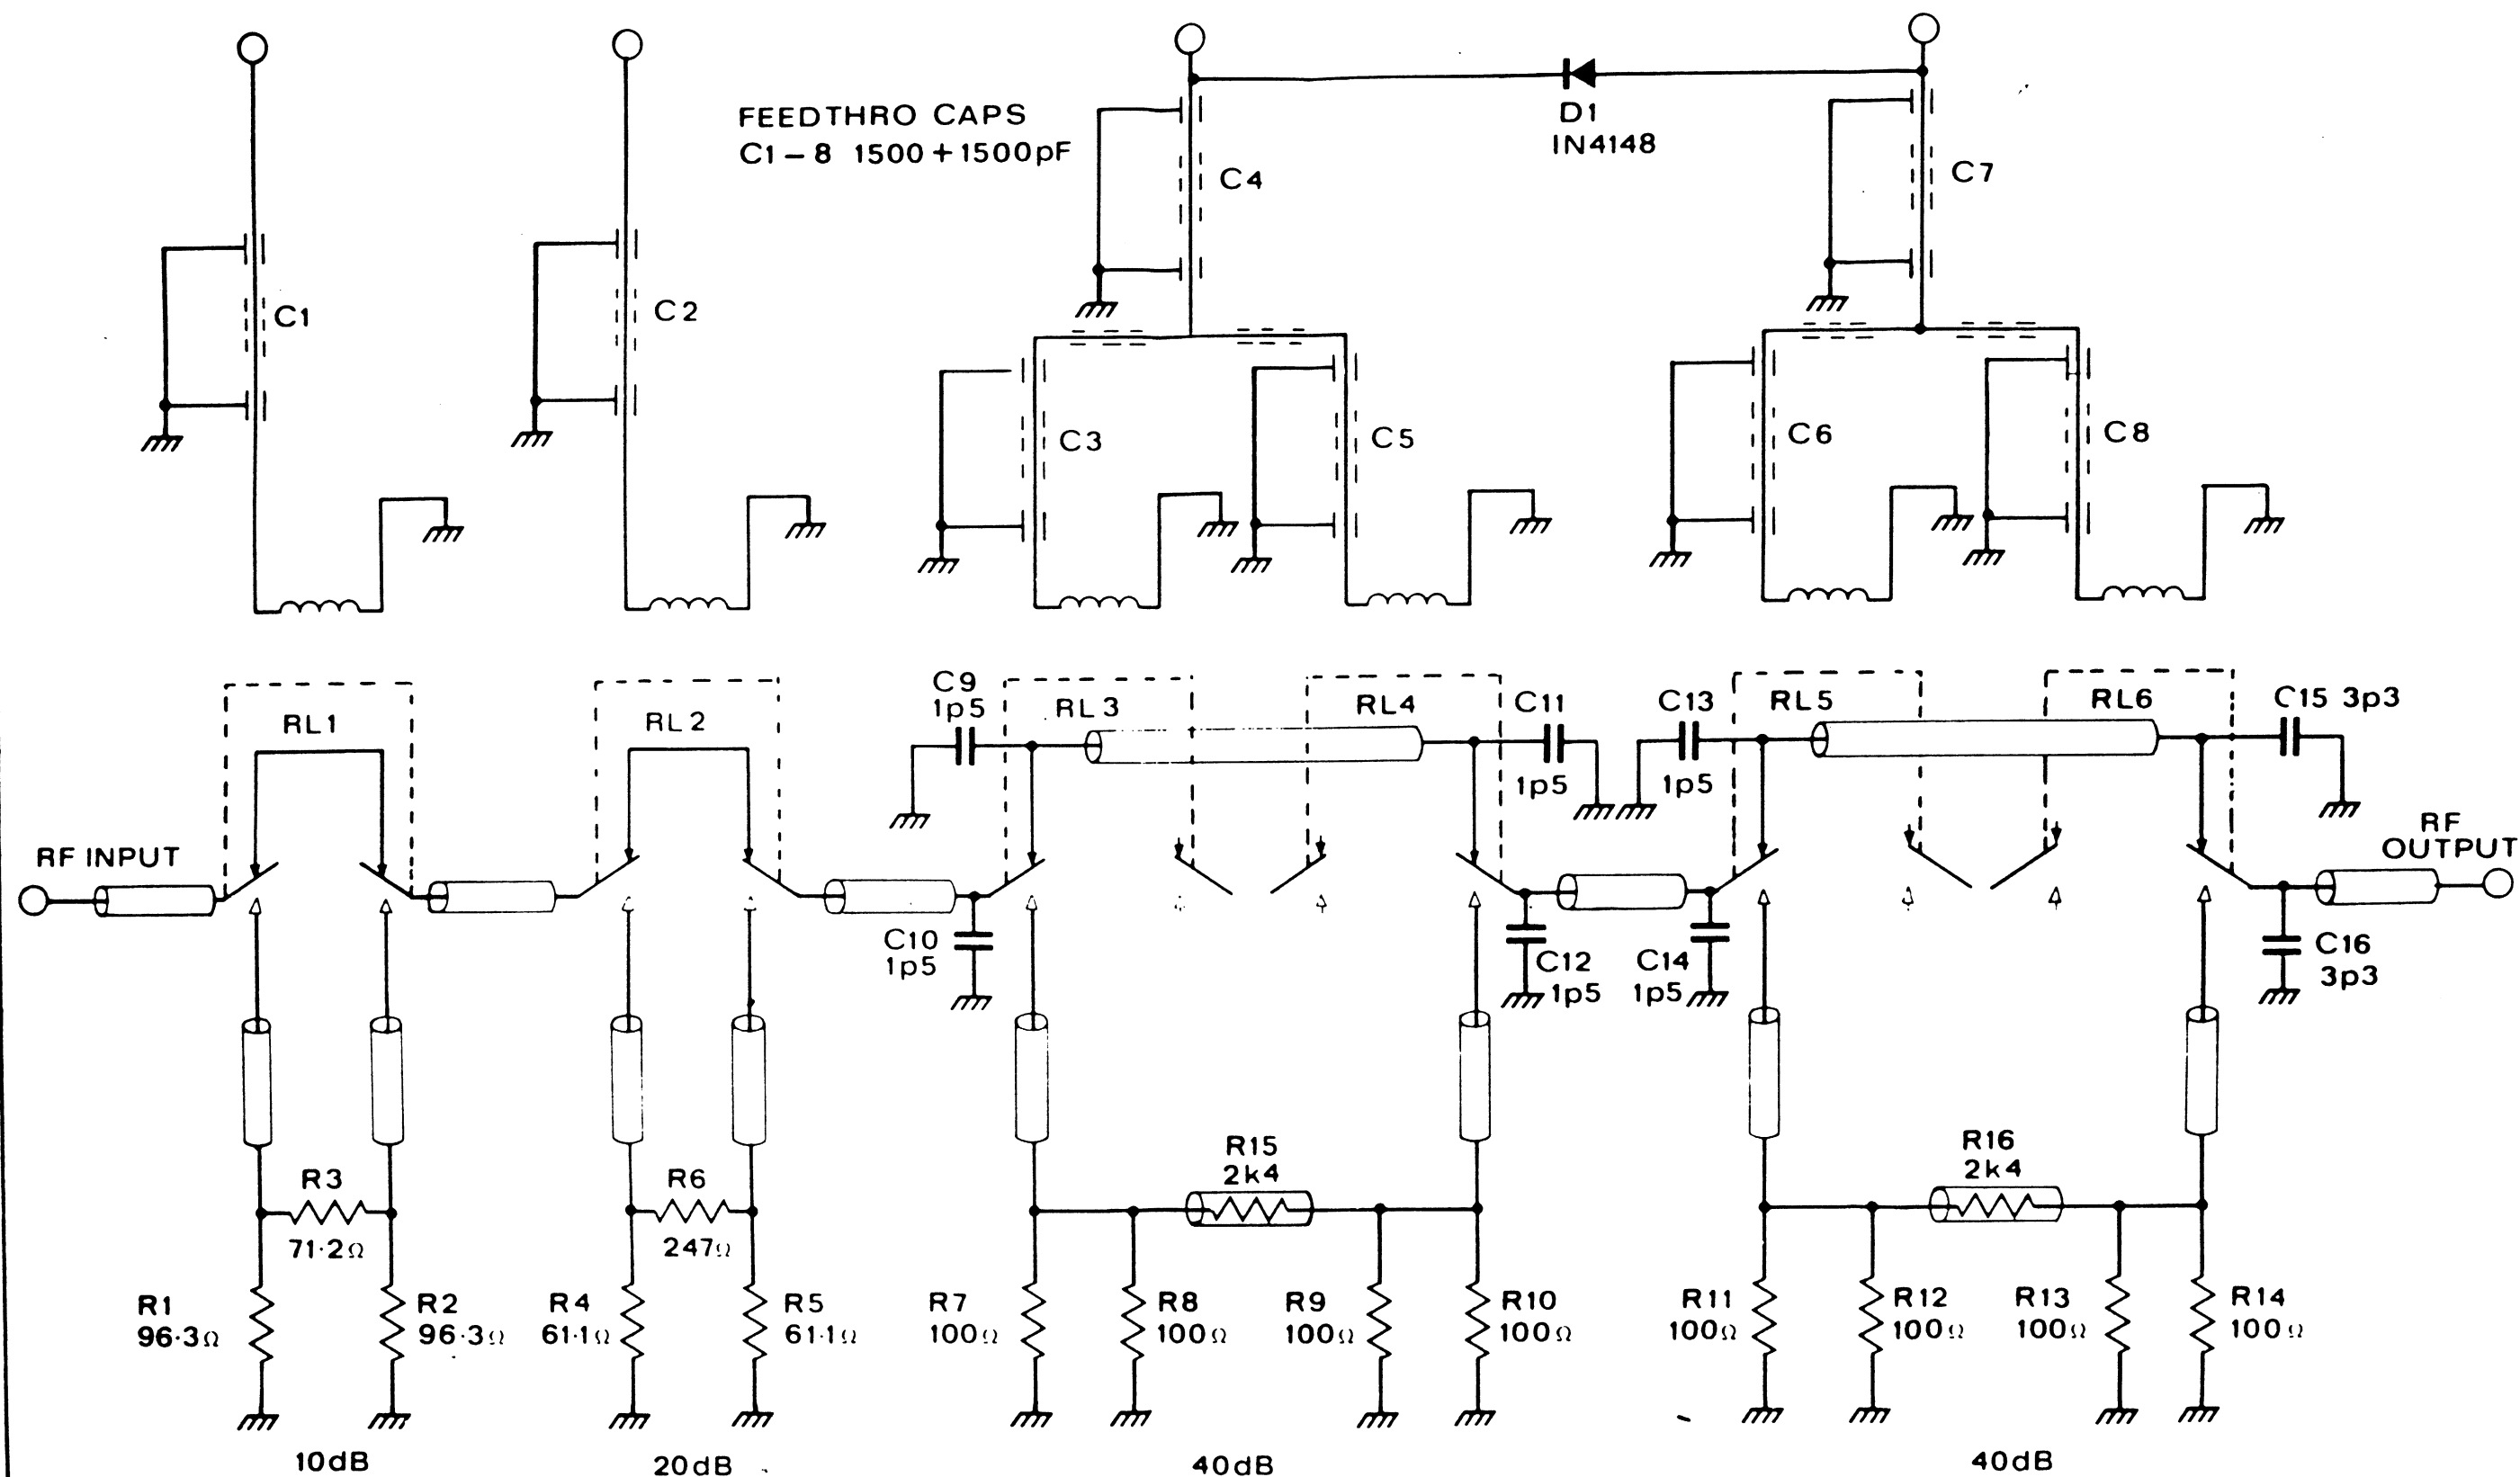 FEEDTHRO CAPS
C1-8 1500+1500pF
D1
IN4148
C4
C7
C1
C2
C3
C5
C6
C8
RL1
RL2
C9
1p5
RL3
RL4
C11
1p5
C13
1p5
RL5
RL6
C15 3p3
RF INPUT
RF
OUTPUT
C10
1p5
C12
1p5
C14
1p5
C16
3p3
R3
71·2Ω
R6
247Ω
R15
2k4
R16
2k4
R1
96·3Ω
R2
96·3Ω
R4
61·1Ω
R5
61·1Ω
R7
100Ω
R8
100Ω
R9
100Ω
R10
100Ω
R11
100Ω
R12
100Ω
R13
100Ω
R14
100Ω
10dB
20dB
40dB
40dB